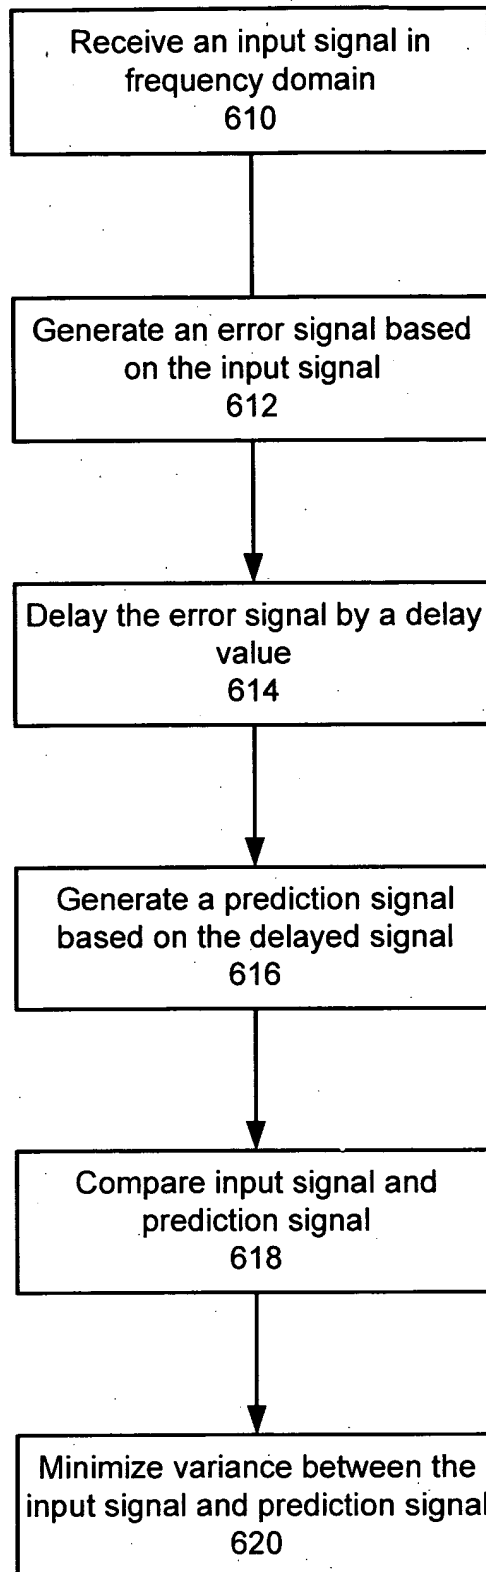 Receive an input signal in
frequency domain
610
Generate an error signal based
on the input signal
612
Delay the error signal by a delay
value
614
Generate a prediction signal
based on the delayed signal
616
Compare input signal and
prediction signal
618
Minimize variance between the
input signal and prediction signal
620